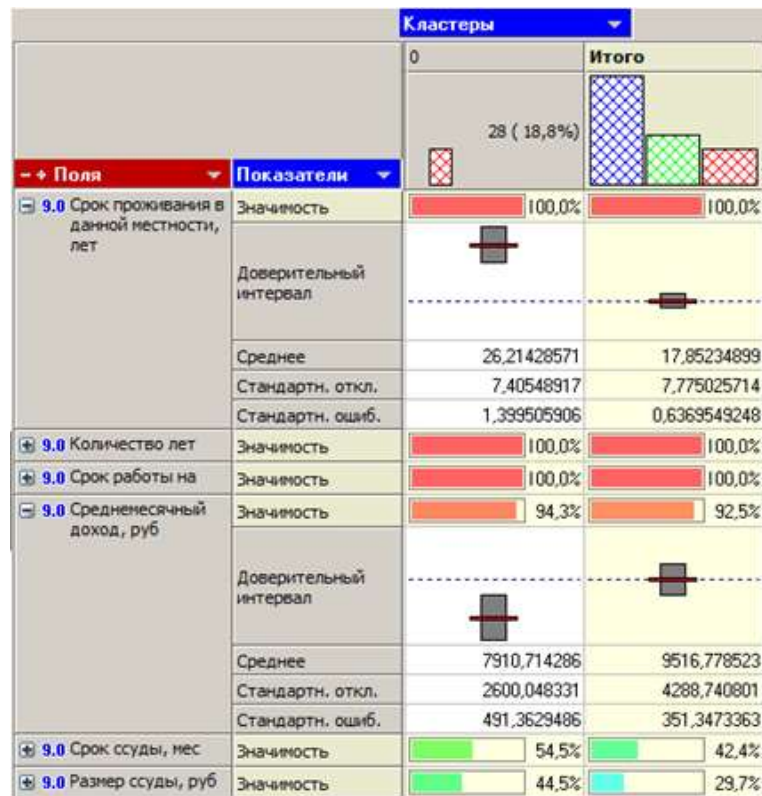 Кластеры
0 Итого
28 ( 18,8%)
− + Поля Показатели
9.0 Срок проживания в Значимость 100,0% 100,0%
данной местности,
лет
Доверительный
интервал
Среднее 26,21428571 17,85234899
Стандартн. откл. 7,40548917 7,775025714
Стандартн. ошиб. 1,399505906 0,6369549248
9.0 Количество лет Значимость 100,0% 100,0%
9.0 Срок работы на Значимость 100,0% 100,0%
9.0 Среднемесячный Значимость 94,3% 92,5%
доход, руб
Доверительный
интервал
Среднее 7910,714286 9516,778523
Стандартн. откл. 2600,048331 4288,740801
Стандартн. ошиб. 491,3629486 351,3473363
9.0 Срок ссуды, мес Значимость 54,5% 42,4%
9.0 Размер ссуды, руб Значимость 44,5% 29,7%